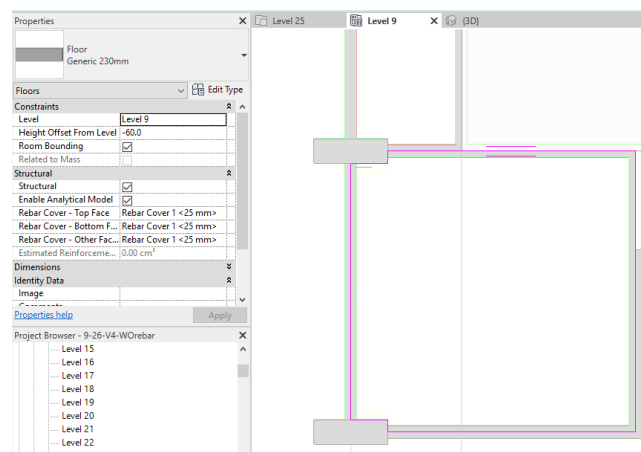 Properties
Floor
Generic 230mm
Floors
Edit Type
Constraints
Level Level 9
Height Offset From Level -60.0
Room Bounding
Related to Mass
Structural
Structural
Enable Analytical Model
Rebar Cover - Top Face Rebar Cover 1 <25 mm>
Rebar Cover - Bottom F... Rebar Cover 1 <25 mm>
Rebar Cover - Other Fac... Rebar Cover 1 <25 mm>
Estimated Reinforceme... 0.00 cm³
Dimensions
Identity Data
Image
Properties help
Apply
Project Browser - 9-26-V4-WOrebar
Level 15
Level 16
Level 17
Level 18
Level 19
Level 20
Level 21
Level 22
Level 25
Level 9
{3D}